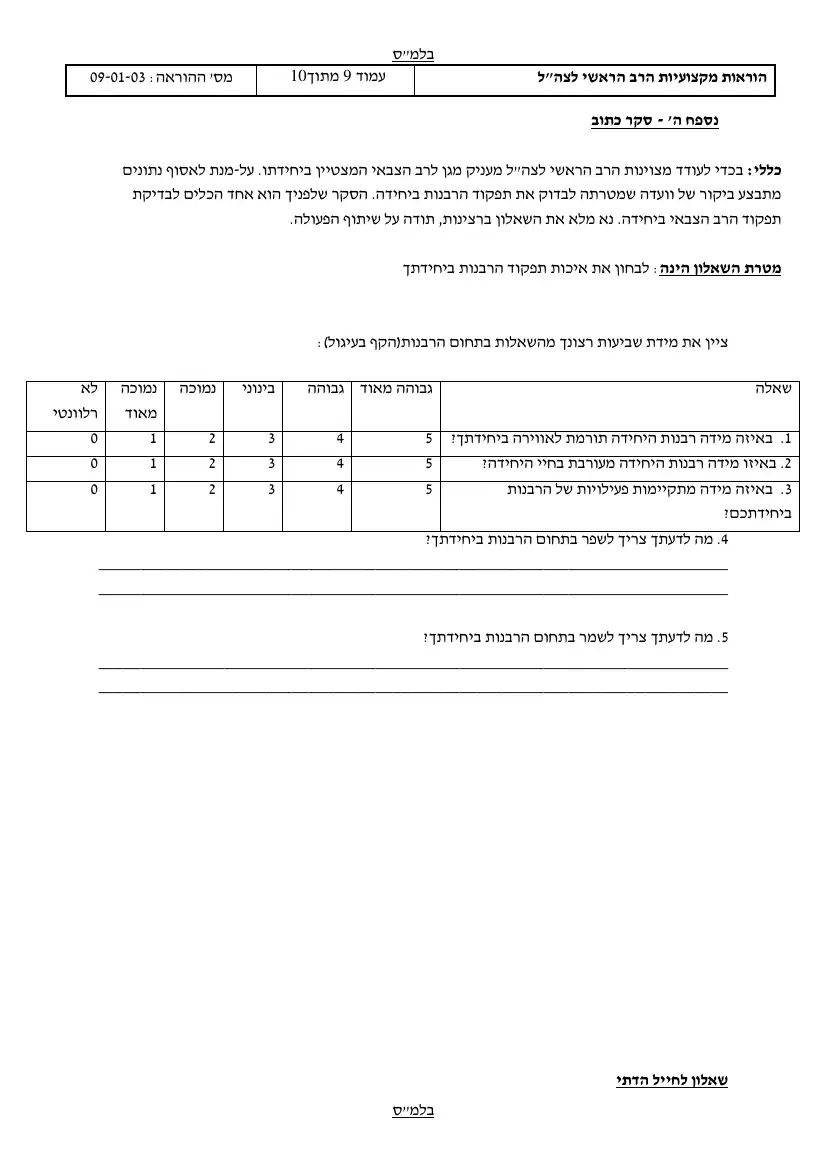 בלמ״ס
הוראות מקצועיות הרב הראשי לצה״ל עמוד 9 מתוך10 מס׳ ההוראה: 09-01-03
נספח ה׳ - סקר כתוב
כללי: בכדי לעודד מצוינות הרב הראשי לצה״ל מעניק מגן לרב הצבאי המצטיין ביחידתו. על-מנת לאסוף נתונים
מתבצע ביקור של וועדה שמטרתה לבדוק את תפקוד הרבנות ביחידה. הסקר שלפניך הוא אחד הכלים לבדיקת
תפקוד הרב הצבאי ביחידה. נא מלא את השאלון ברצינות, תודה על שיתוף הפעולה.
מטרת השאלון הינה: לבחון את איכות תפקוד הרבנות ביחידתך
ציין את מידת שביעות רצונך מהשאלות בתחום הרבנות(הקף בעיגול):
שאלה גבוהה מאוד גבוהה בינוני נמוכה נמוכה לא
מאוד רלוונטי
1. באיזה מידה רבנות היחידה תורמת לאווירה ביחידתך? 5 4 3 2 1 0
2. באיזו מידה רבנות היחידה מעורבת בחיי היחידה? 5 4 3 2 1 0
3. באיזה מידה מתקיימות פעילויות של הרבנות 5 4 3 2 1 0
ביחידתכם?
4. מה לדעתך צריך לשפר בתחום הרבנות ביחידתך?
5. מה לדעתך צריך לשמר בתחום הרבנות ביחידתך?
שאלון לחייל הדתי
בלמ״ס